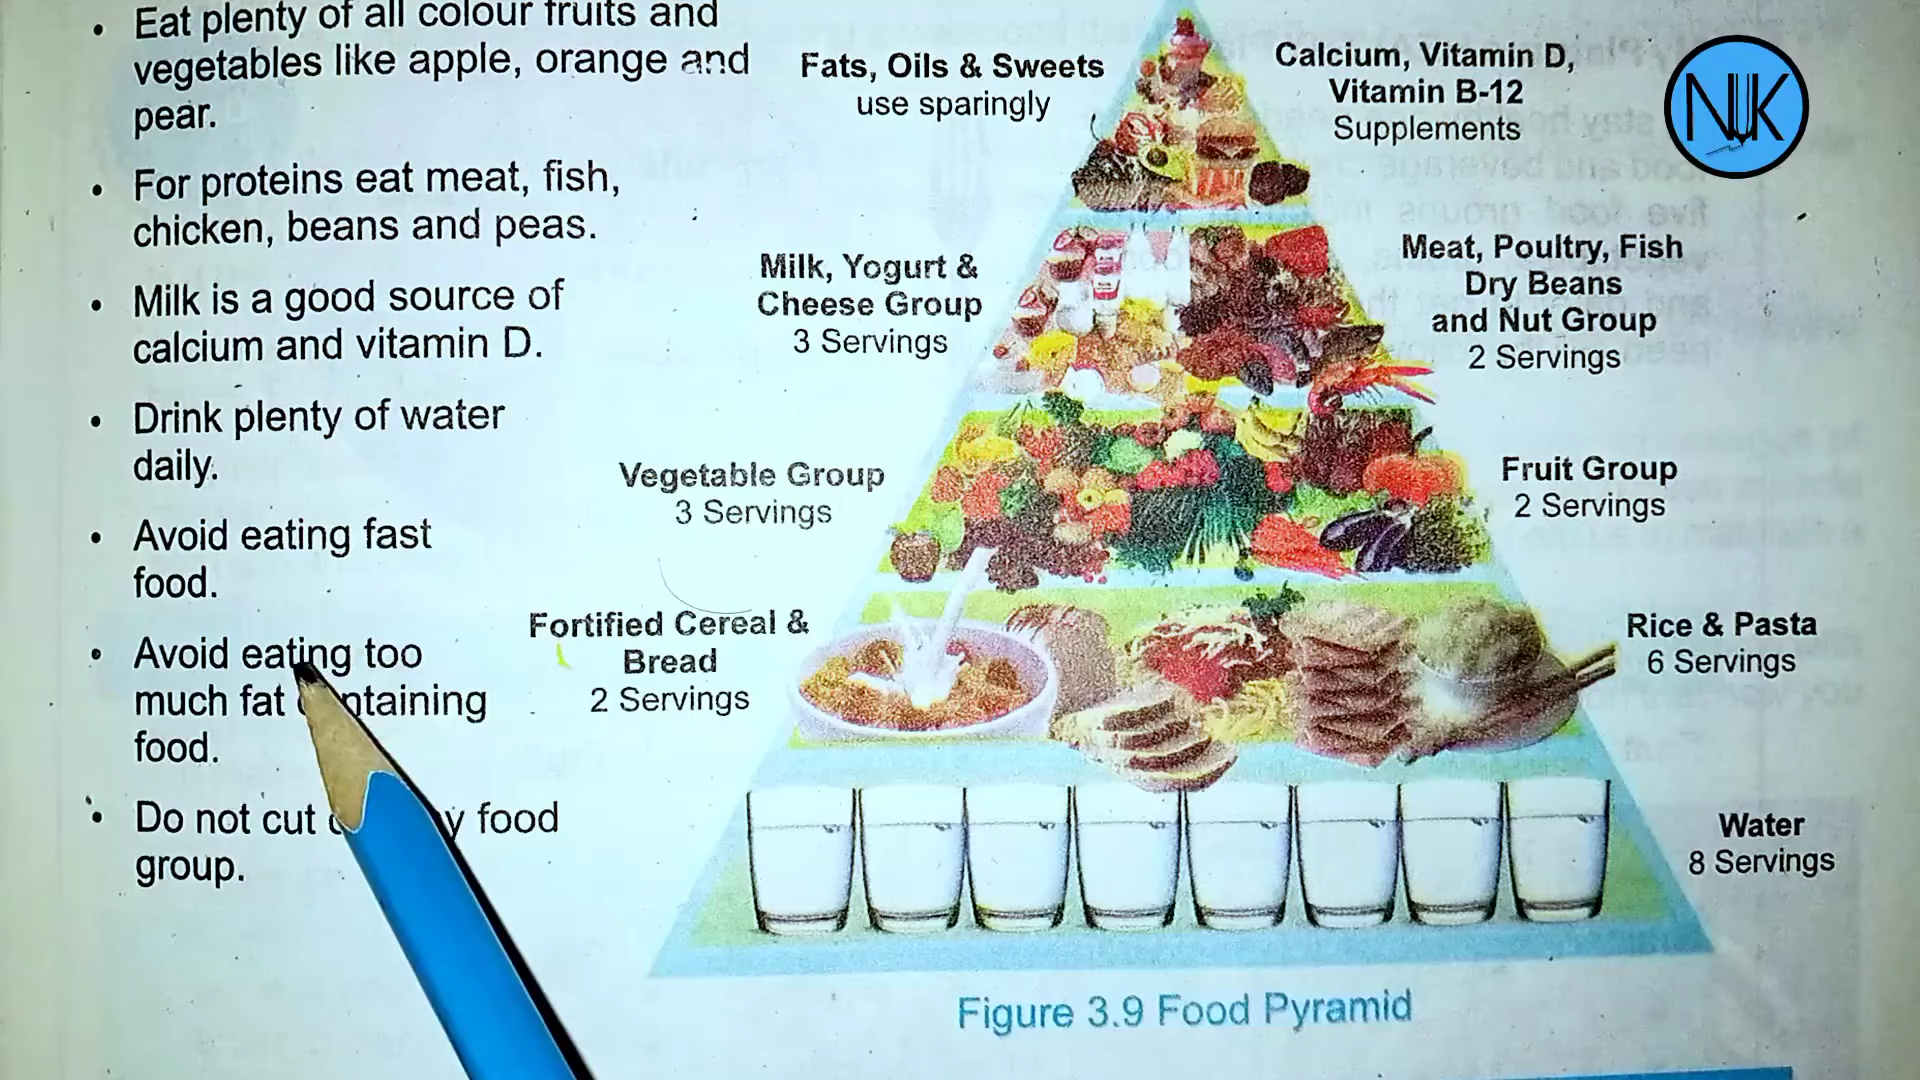 • Eat plenty of all colour fruits and
vegetables like apple, orange and
pear.
• For proteins eat meat, fish,
chicken, beans and peas.
• Milk is a good source of
calcium and vitamin D.
• Drink plenty of water
daily.
• Avoid eating fast
food.
• Avoid eating too
much fat containing
food.
• Do not cut food
group.
Fats, Oils & Sweets
use sparingly
Calcium, Vitamin D,
Vitamin B-12
Supplements
Milk, Yogurt &
Cheese Group
3 Servings
Meat, Poultry, Fish
Dry Beans
and Nut Group
2 Servings
Vegetable Group
3 Servings
Fruit Group
2 Servings
Fortified Cereal &
Bread
2 Servings
Rice & Pasta
6 Servings
Water
8 Servings
Figure 3.9 Food Pyramid
NJK